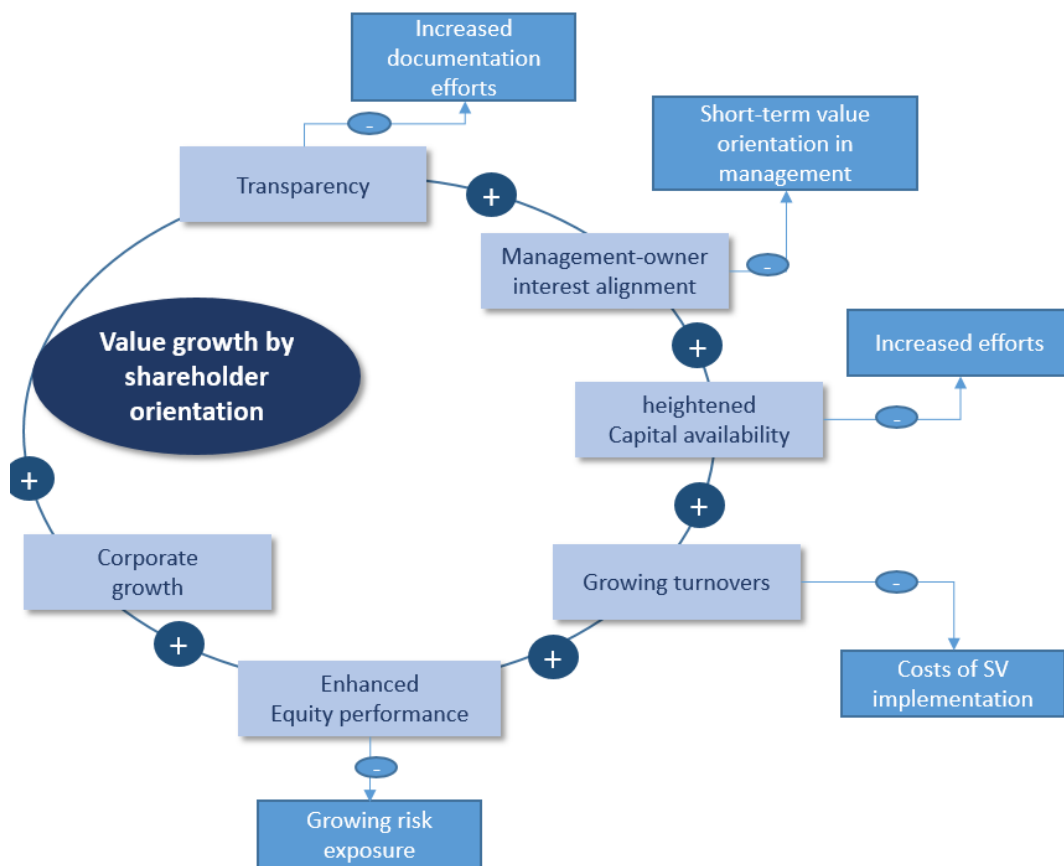 Increased
documentation
efforts
-
Short-term value
orientation in
management
Transparency
+
Management-owner
interest alignment
-
Value growth by
shareholder
orientation
+
Increased efforts
heightened
Capital availability
-
+
+
Corporate
growth
Growing turnovers
-
+
+
Enhanced
Equity performance
Costs of SV
implementation
-
Growing risk
exposure